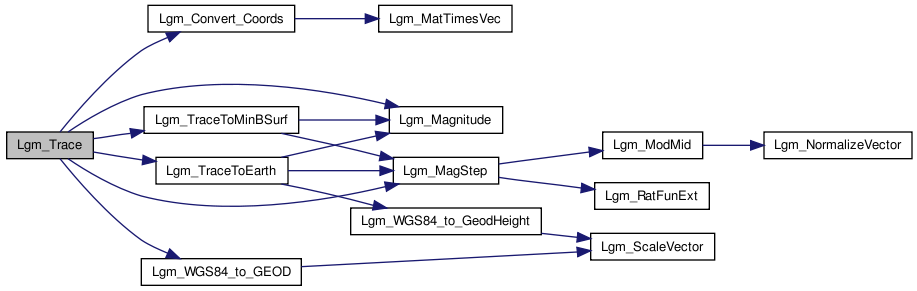 Lgm_Convert_Coords
Lgm_MatTimesVec
Lgm_TraceToMinBSurf
Lgm_Magnitude
Lgm_Trace
Lgm_ModMid
Lgm_NormalizeVector
Lgm_TraceToEarth
Lgm_MagStep
Lgm_RatFunExt
Lgm_WGS84_to_GeodHeight
Lgm_ScaleVector
Lgm_WGS84_to_GEOD